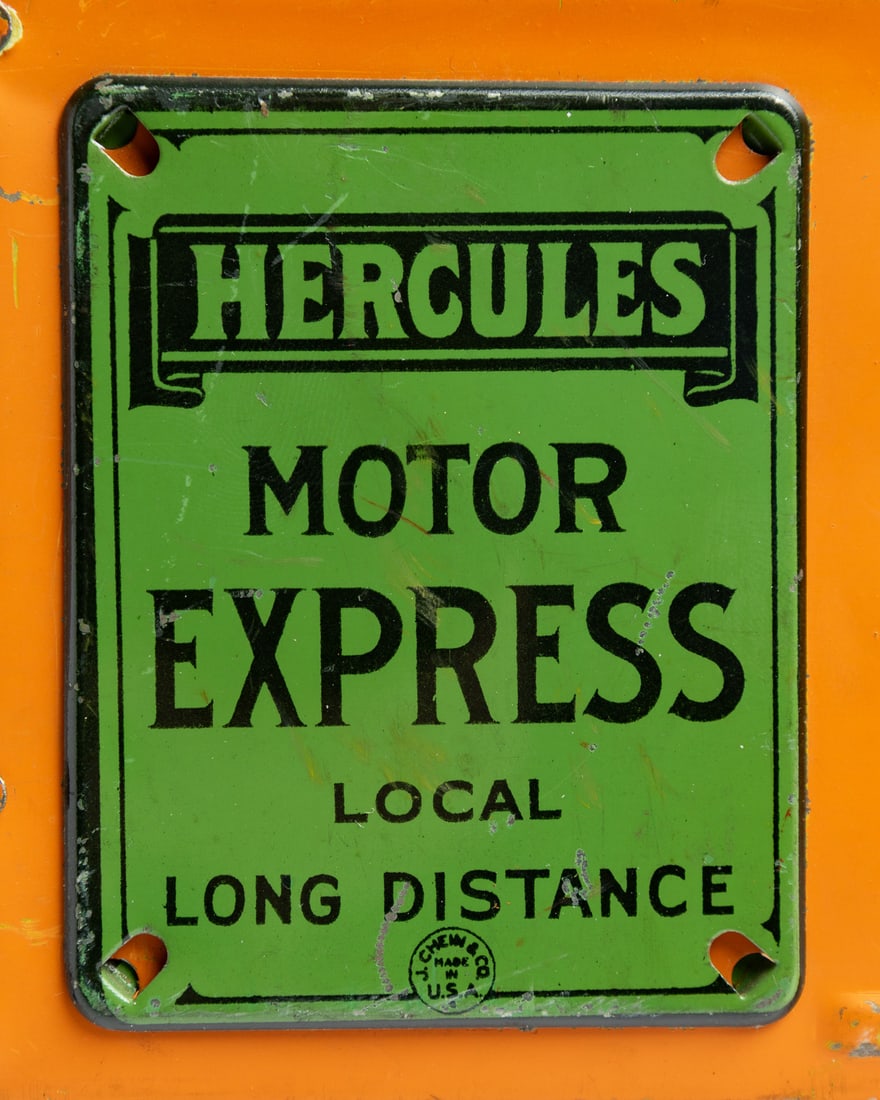 HERCULES
MOTOR
EXPRESS
LOCAL
LONG DISTANCE
J. CHEIN & CO.
MADE
IN
U.S.A.